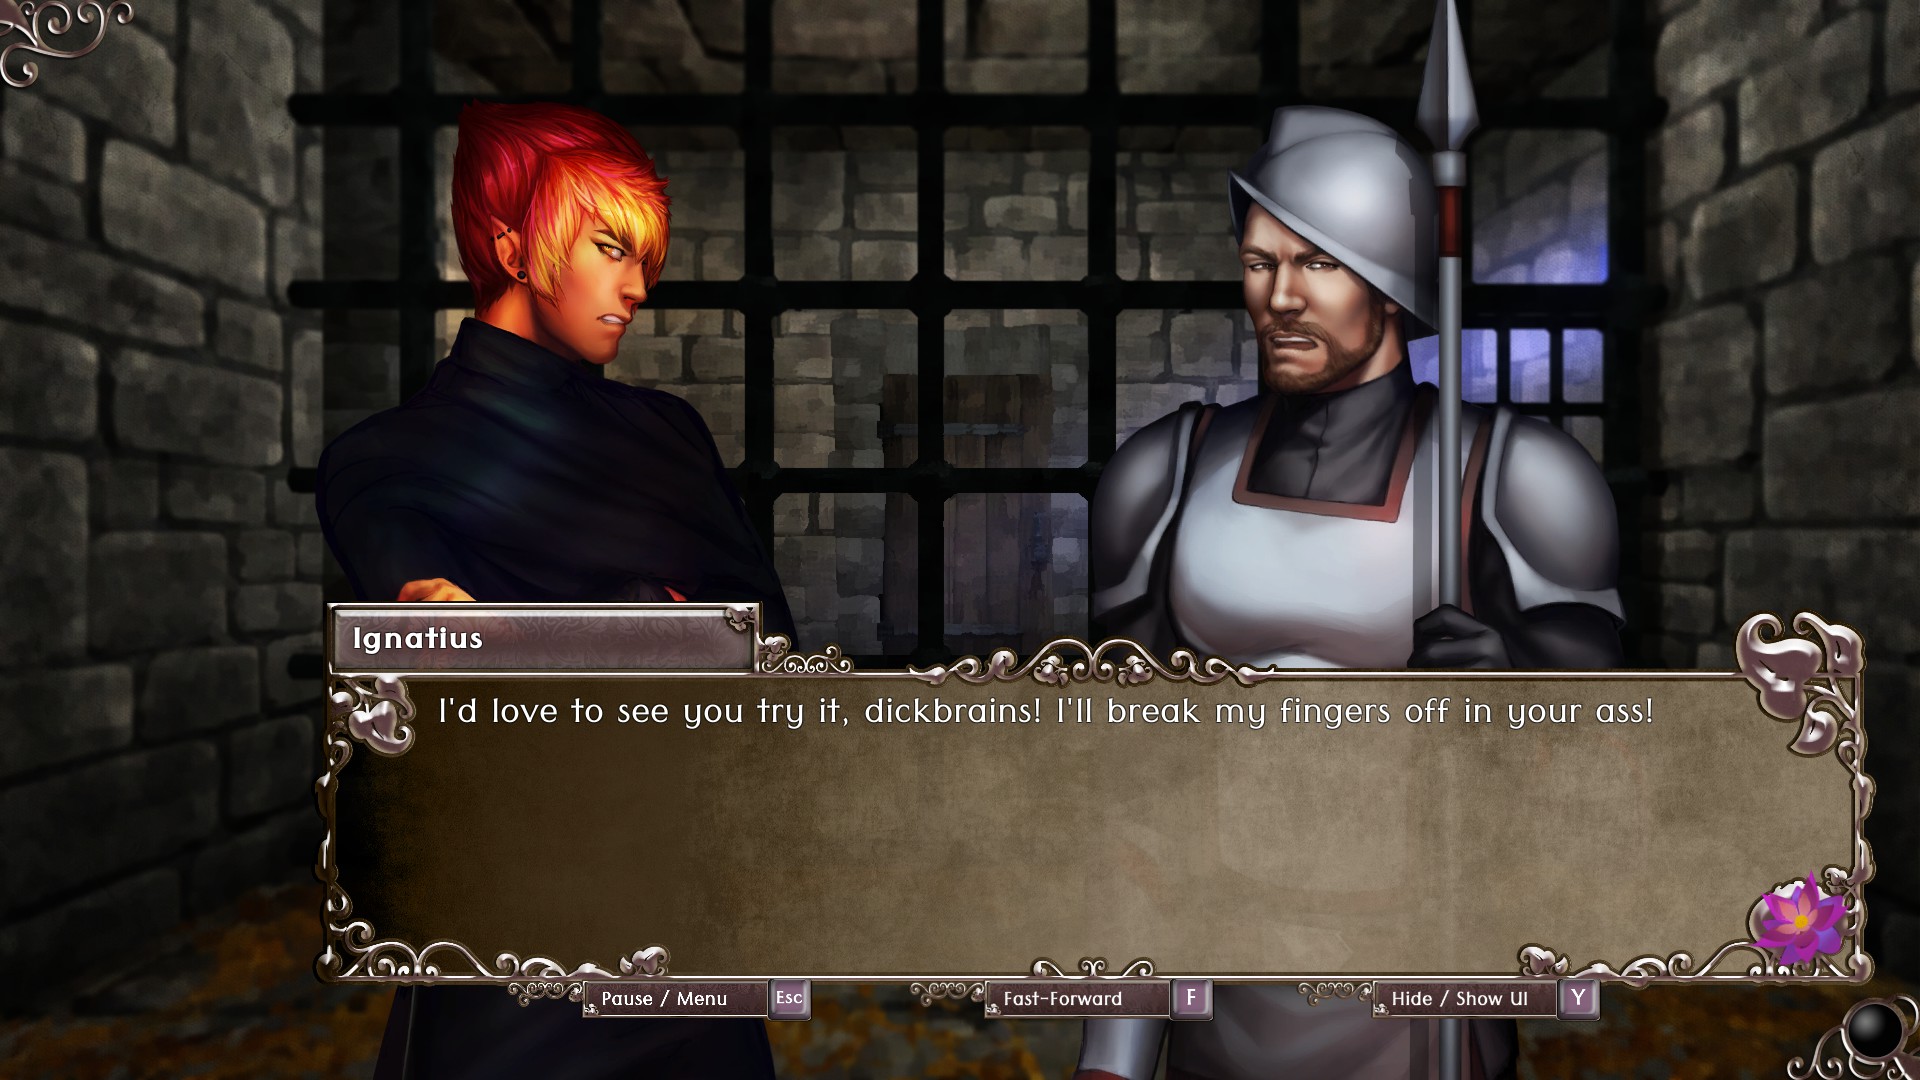 Ignatius
I'd love to see you try it, dickbrains! I'll break my fingers off in your ass!
Pause / Menu Esc
Fast-Forward F
Hide / Show UI Y